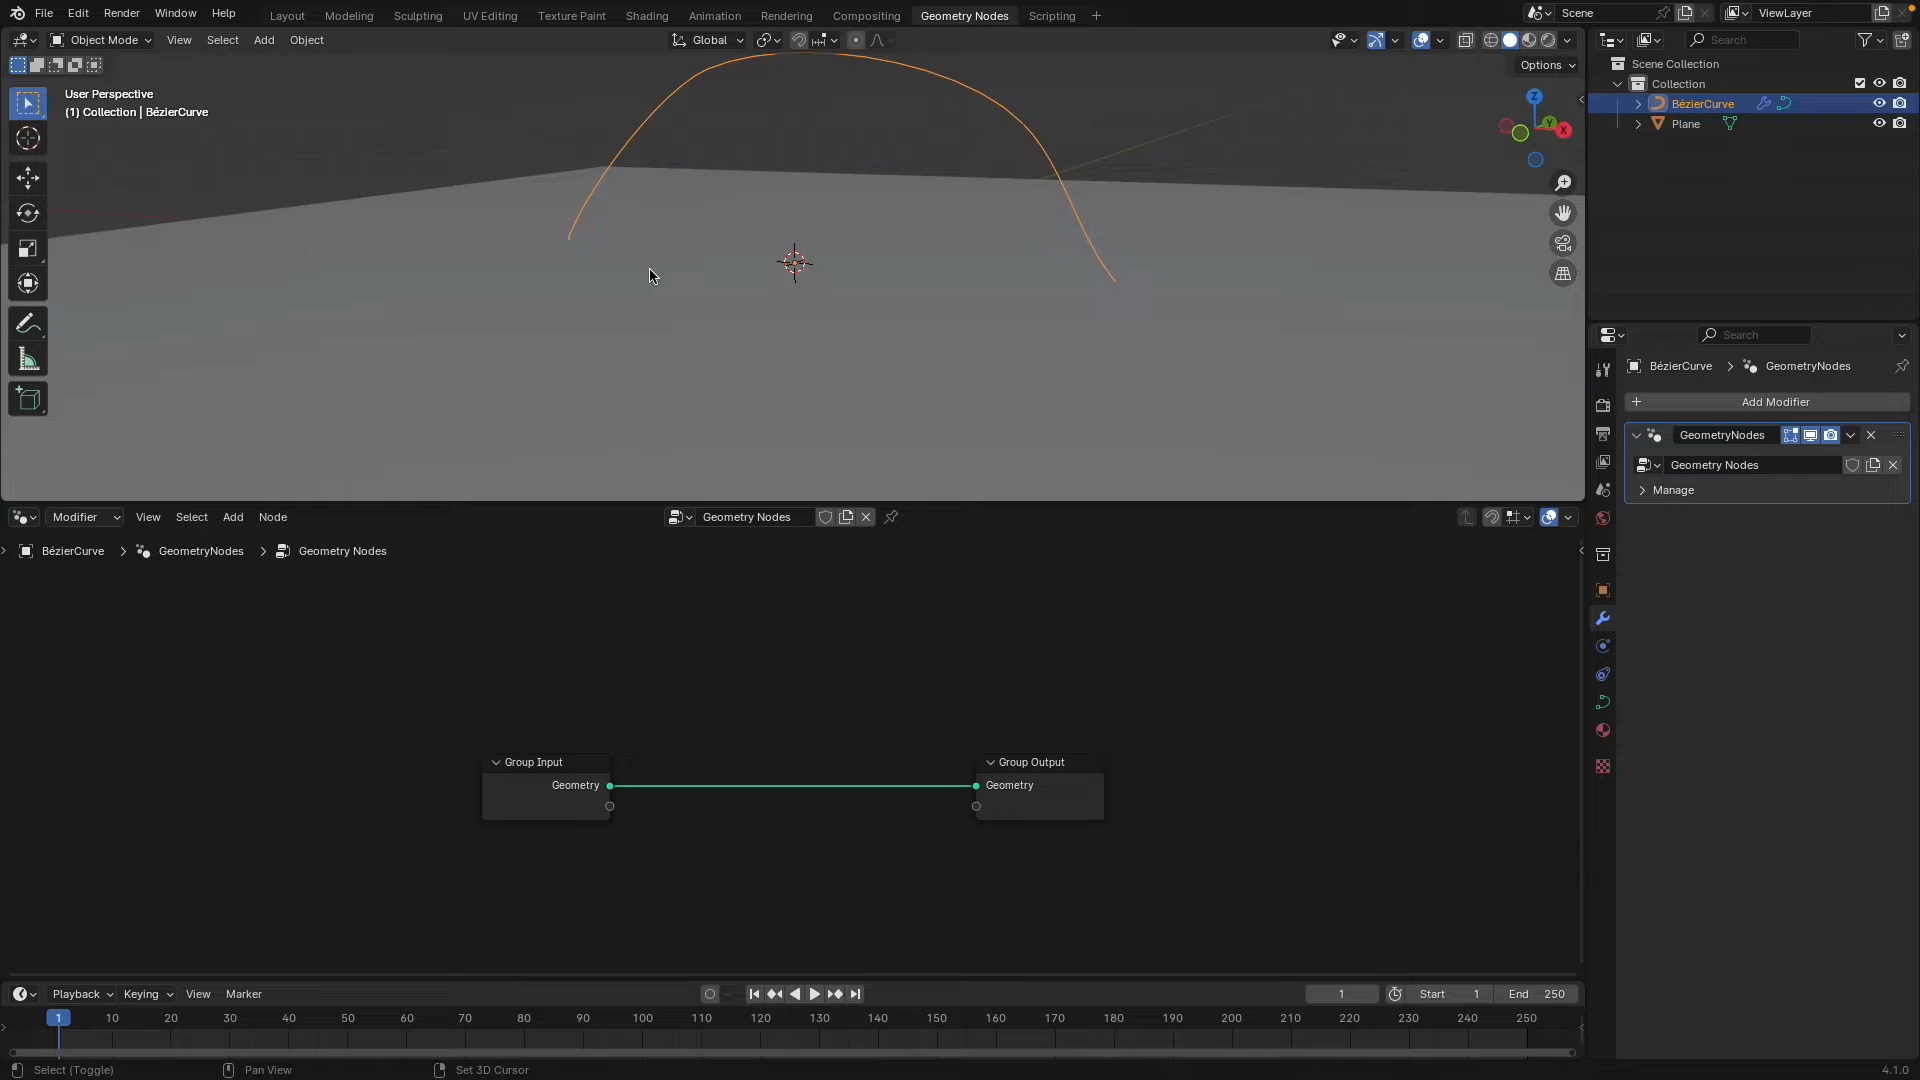 File Edit Render Window Help Layout Modeling Sculpting UV Editing Texture Paint Shading Animation Rendering Compositing Geometry Nodes Scripting + Scene ViewLayer
Object Mode View Select Add Object Global Search
Options
User Perspective
(1) Collection | BézierCurve
Z
Y
X
Scene Collection
Collection
BézierCurve
Plane
Search
BézierCurve > GeometryNodes
+ Add Modifier
GeometryNodes
Geometry Nodes
> Manage
Modifier View Select Add Node Geometry Nodes
BézierCurve > GeometryNodes > Geometry Nodes
Group Input
Geometry
Group Output
Geometry
Playback Keying View Marker 1 Start 1 End 250
1 10 20 30 40 50 60 70 80 90 100 110 120 130 140 150 160 170 180 190 200 210 220 230 240 250
Select (Toggle) Pan View Set 3D Cursor 4.1.0